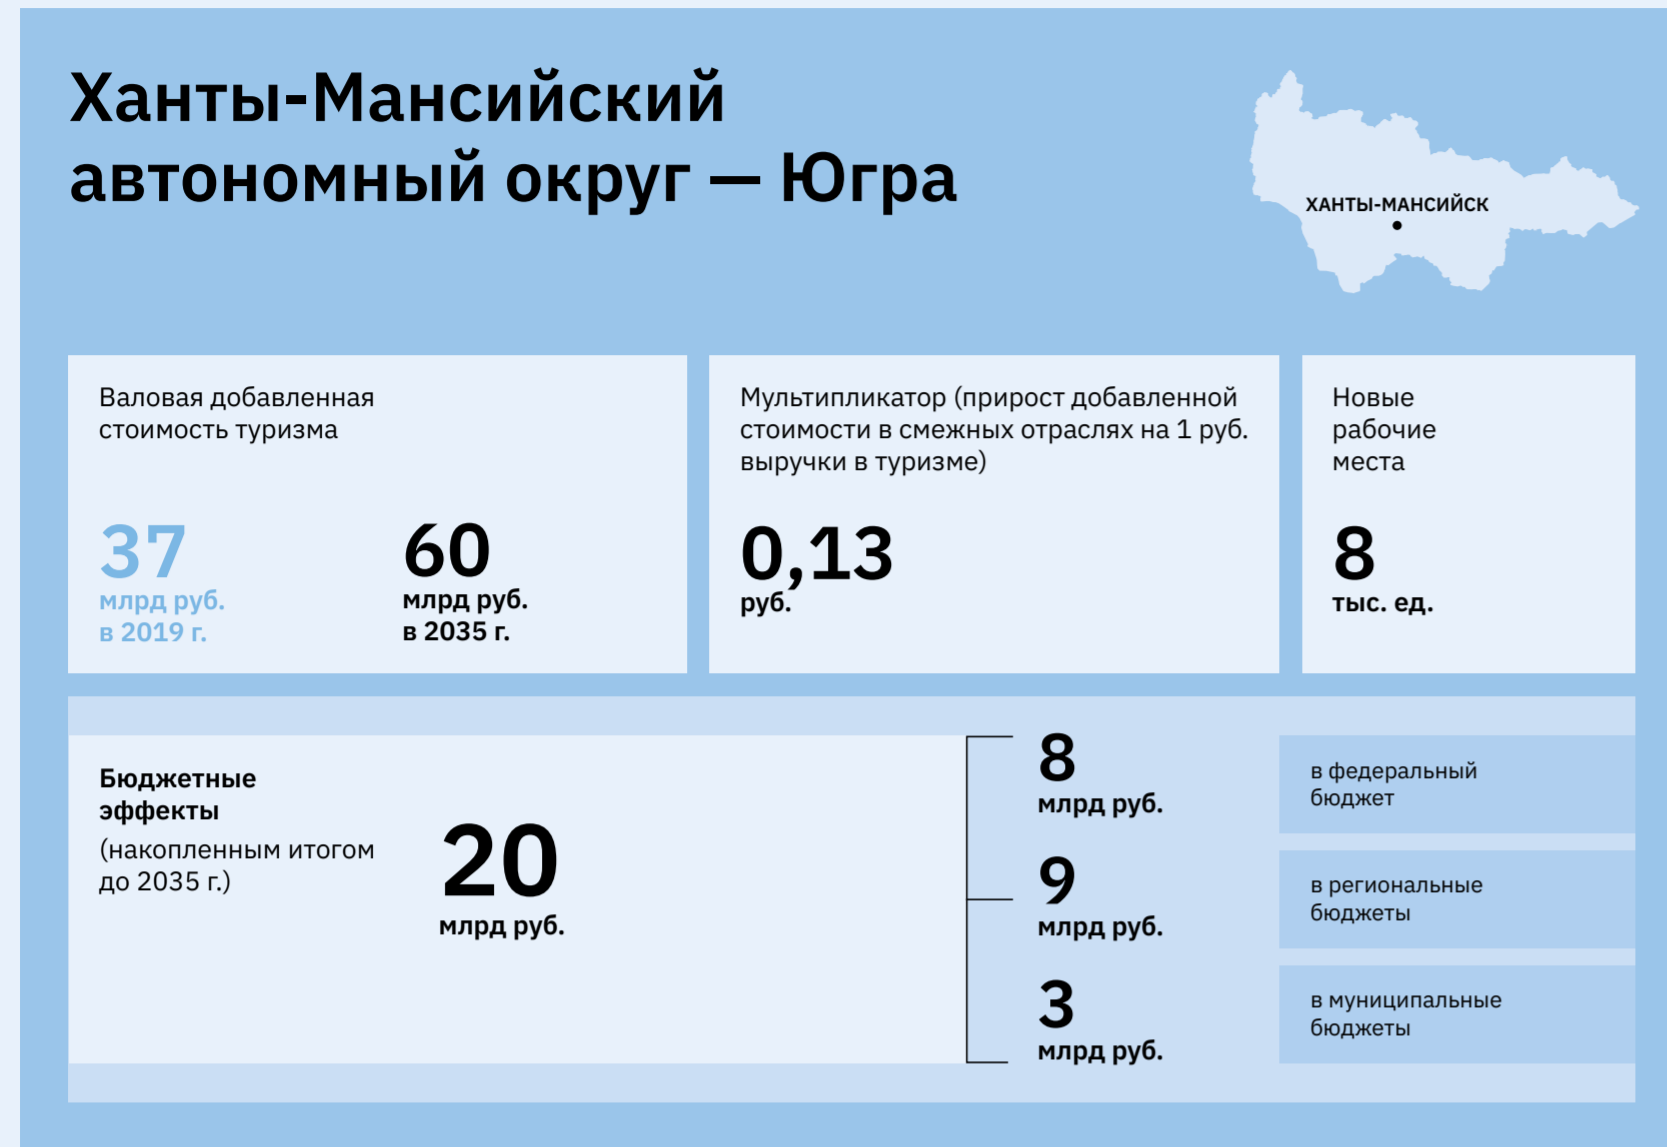 Ханты-Мансийский
автономный округ — Югра
ХАНТЫ-МАНСИЙСК
Валовая добавленная
стоимость туризма
37
млрд руб.
в 2019 г.
60
млрд руб.
в 2035 г.
Мультипликатор (прирост добавленной
стоимости в смежных отраслях на 1 руб.
выручки в туризме)
0,13
руб.
Новые
рабочие
места
8
тыс. ед.
Бюджетные
эффекты
(накопленным итогом
до 2035 г.)
20
млрд руб.
8
млрд руб.
в федеральный
бюджет
9
млрд руб.
в региональные
бюджеты
3
млрд руб.
в муниципальные
бюджеты